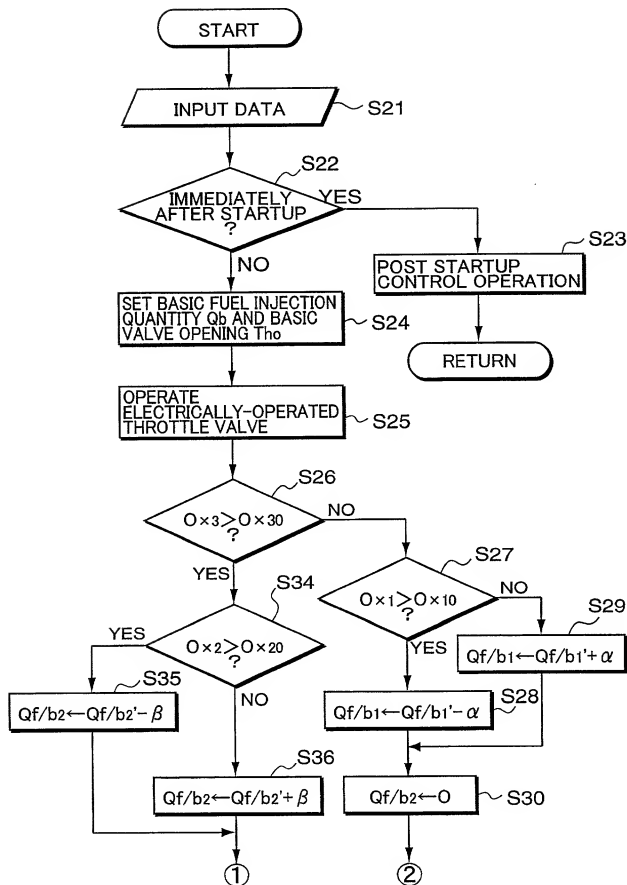 START
INPUT DATA
S21
S22
IMMEDIATELY
AFTER STARTUP
?
YES
NO
S23
POST STARTUP
CONTROL OPERATION
RETURN
SET BASIC FUEL INJECTION
QUANTITY Qb AND BASIC
VALVE OPENING Tho
S24
OPERATE
ELECTRICALLY-OPERATED
THROTTLE VALVE
S25
S26
O×3>O×30
?
NO
YES
S27
O×1>O×10
?
NO
YES
S29
Qf/b1←Qf/b1'+α
S28
Qf/b1←Qf/b1'-α
S34
O×2>O×20
?
YES
NO
S35
Qf/b2←Qf/b2'-β
S36
Qf/b2←Qf/b2'+β
Qf/b2←O
S30
①
②